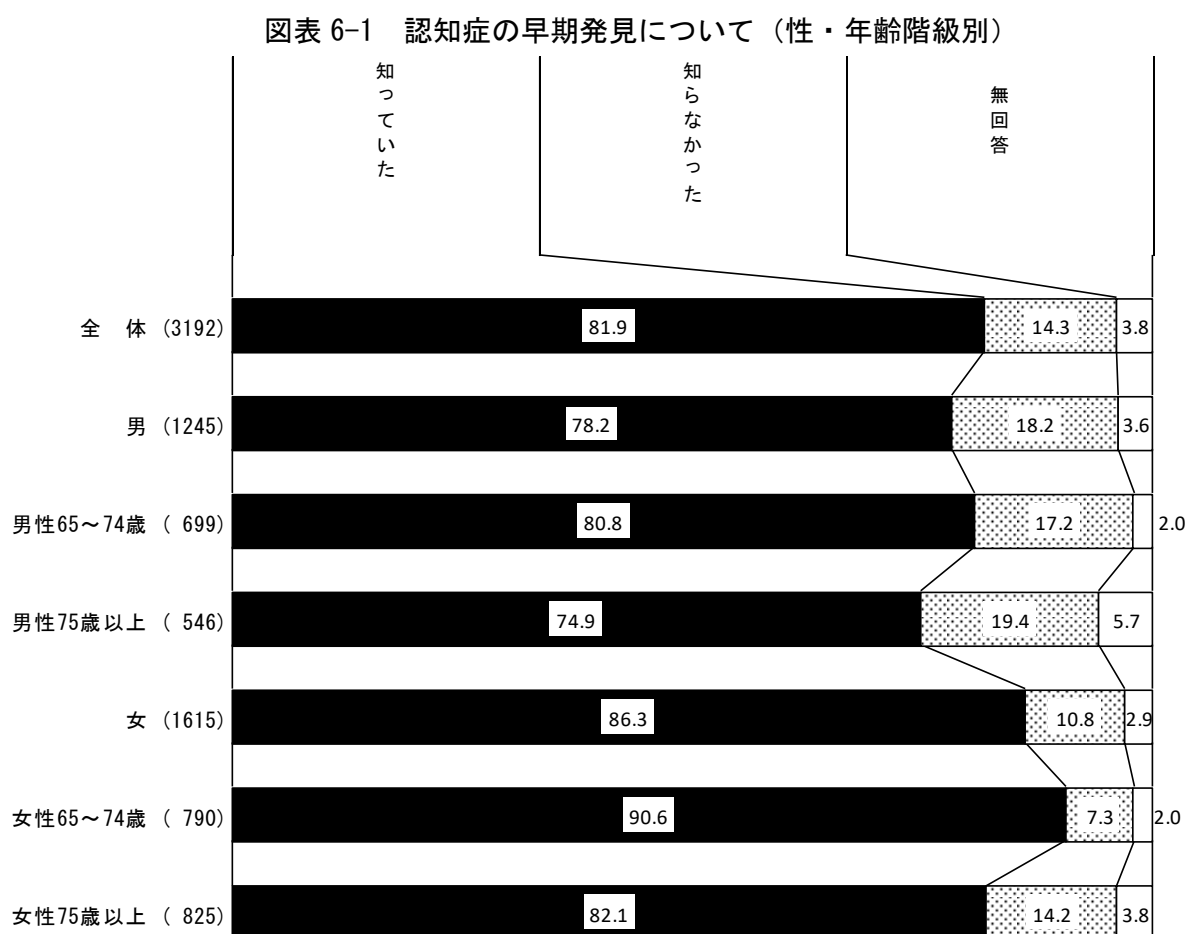 図表 6-1　認知症の早期発見について（性・年齢階級別）
知っていた
知らなかった
無回答
全　体 (3192) 81.9 14.3 3.8
男 (1245) 78.2 18.2 3.6
男性65～74歳 ( 699) 80.8 17.2 2.0
男性75歳以上 ( 546) 74.9 19.4 5.7
女 (1615) 86.3 10.8 2.9
女性65～74歳 ( 790) 90.6 7.3 2.0
女性75歳以上 ( 825) 82.1 14.2 3.8